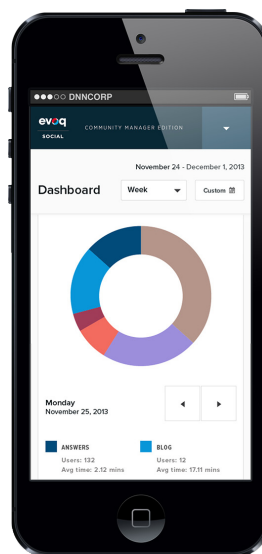 DNNCORP
evoq
SOCIAL
COMMUNITY MANAGER EDITION
November 24 - December 1, 2013
Dashboard
Week
Custom
Monday
November 25, 2013
ANSWERS
Users: 132
Avg time: 2.12 mins
BLOG
Users: 12
Avg time: 17.11 mins